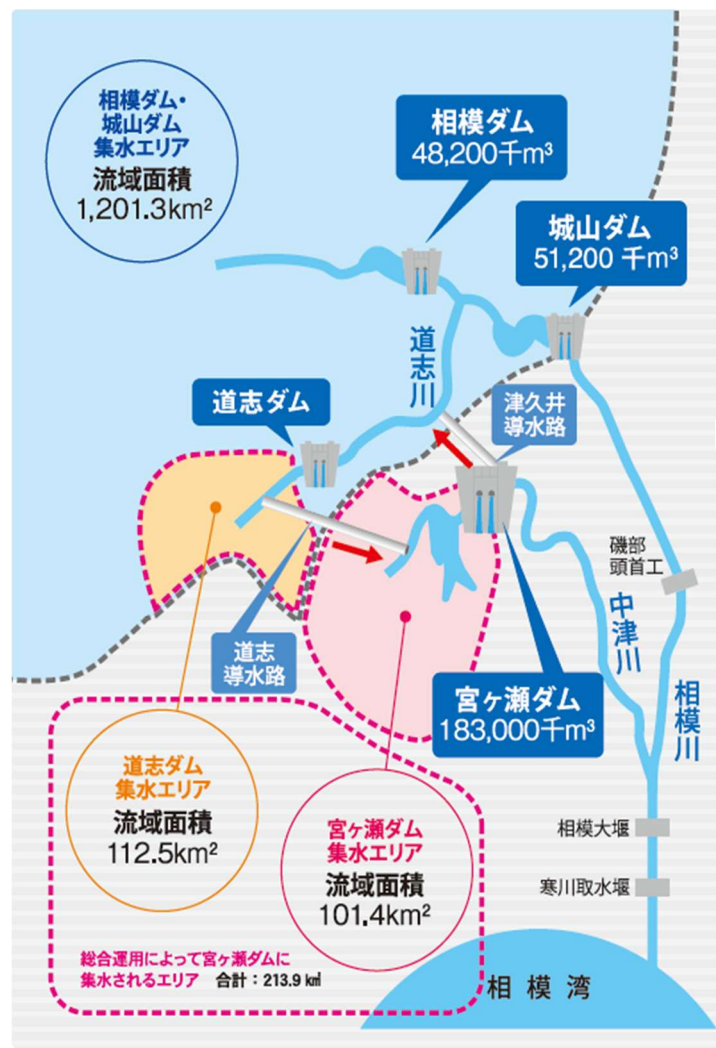 相模ダム・
城山ダム
集水エリア
流域面積
1,201.3km²
相模ダム
48,200千m³
城山ダム
51,200 千m³
道志川
道志ダム
津久井
導水路
磯部
頭首工
中津川
相模川
道志
導水路
宮ヶ瀬ダム
183,000千m³
道志ダム
集水エリア
流域面積
112.5km²
宮ヶ瀬ダム
集水エリア
流域面積
101.4km²
相模大堰
寒川取水堰
総合運用によって宮ヶ瀬ダムに
集水されるエリア 合計：213.9 ㎢
相模湾